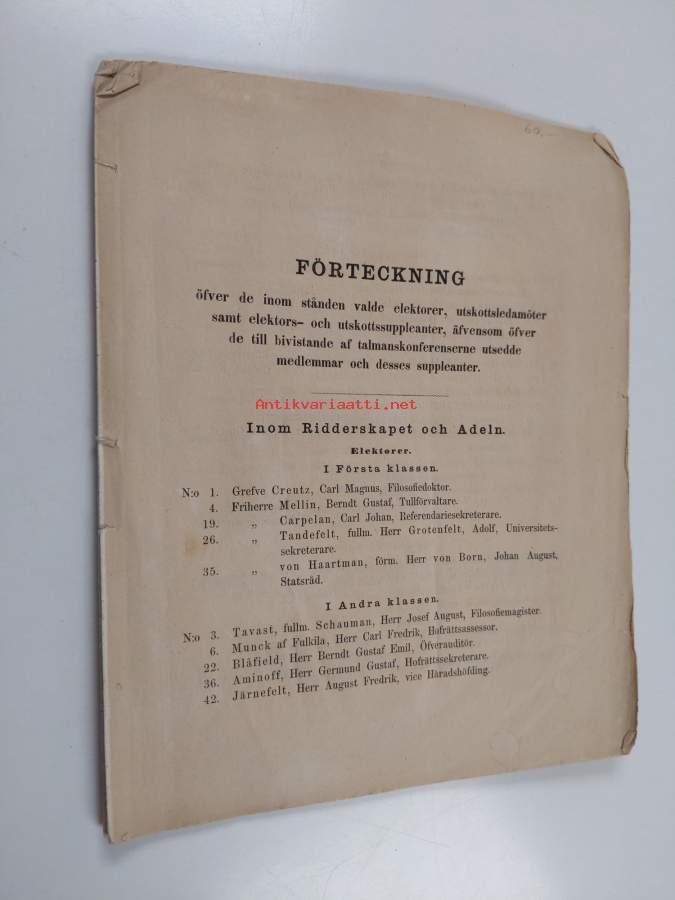 60.–
FÖRTECKNING
öfver de inom stånden valde elektorer, utskottsledamöter
samt elektors- och utskottssuppleanter, äfvensom öfver
de till bivistande af talmanskonferenserne utsedde
medlemmar och desses suppleanter.
Antikvariaatti.net
Inom Ridderskapet och Adeln.
Elektorer.
I Första klassen.
N:o 1. Grefve Creutz, Carl Magnus, Filosofiedoktor.
4. Friherre Mellin, Berndt Gustaf, Tullförvaltare.
19. „ Carpelan, Carl Johan, Referendariesekreterare.
26. „ Tandefelt, fullm. Herr Grotenfelt, Adolf, Universitets-
sekreterare.
35. „ von Haartman, förm. Herr von Born, Johan August,
Statsråd.
I Andra klassen.
N:o 3. Tavast, fullm. Schauman, Herr Josef August, Filosofiemagister.
6. Munck af Fulkila, Herr Carl Fredrik, Hofrättsassessor.
22. Blåfield, Herr Berndt Gustaf Emil, Öfverauditör.
36. Aminoff, Herr Germund Gustaf, Hofrättssekreterare.
42. Järnefelt, Herr August Fredrik, vice Häradshöfding.